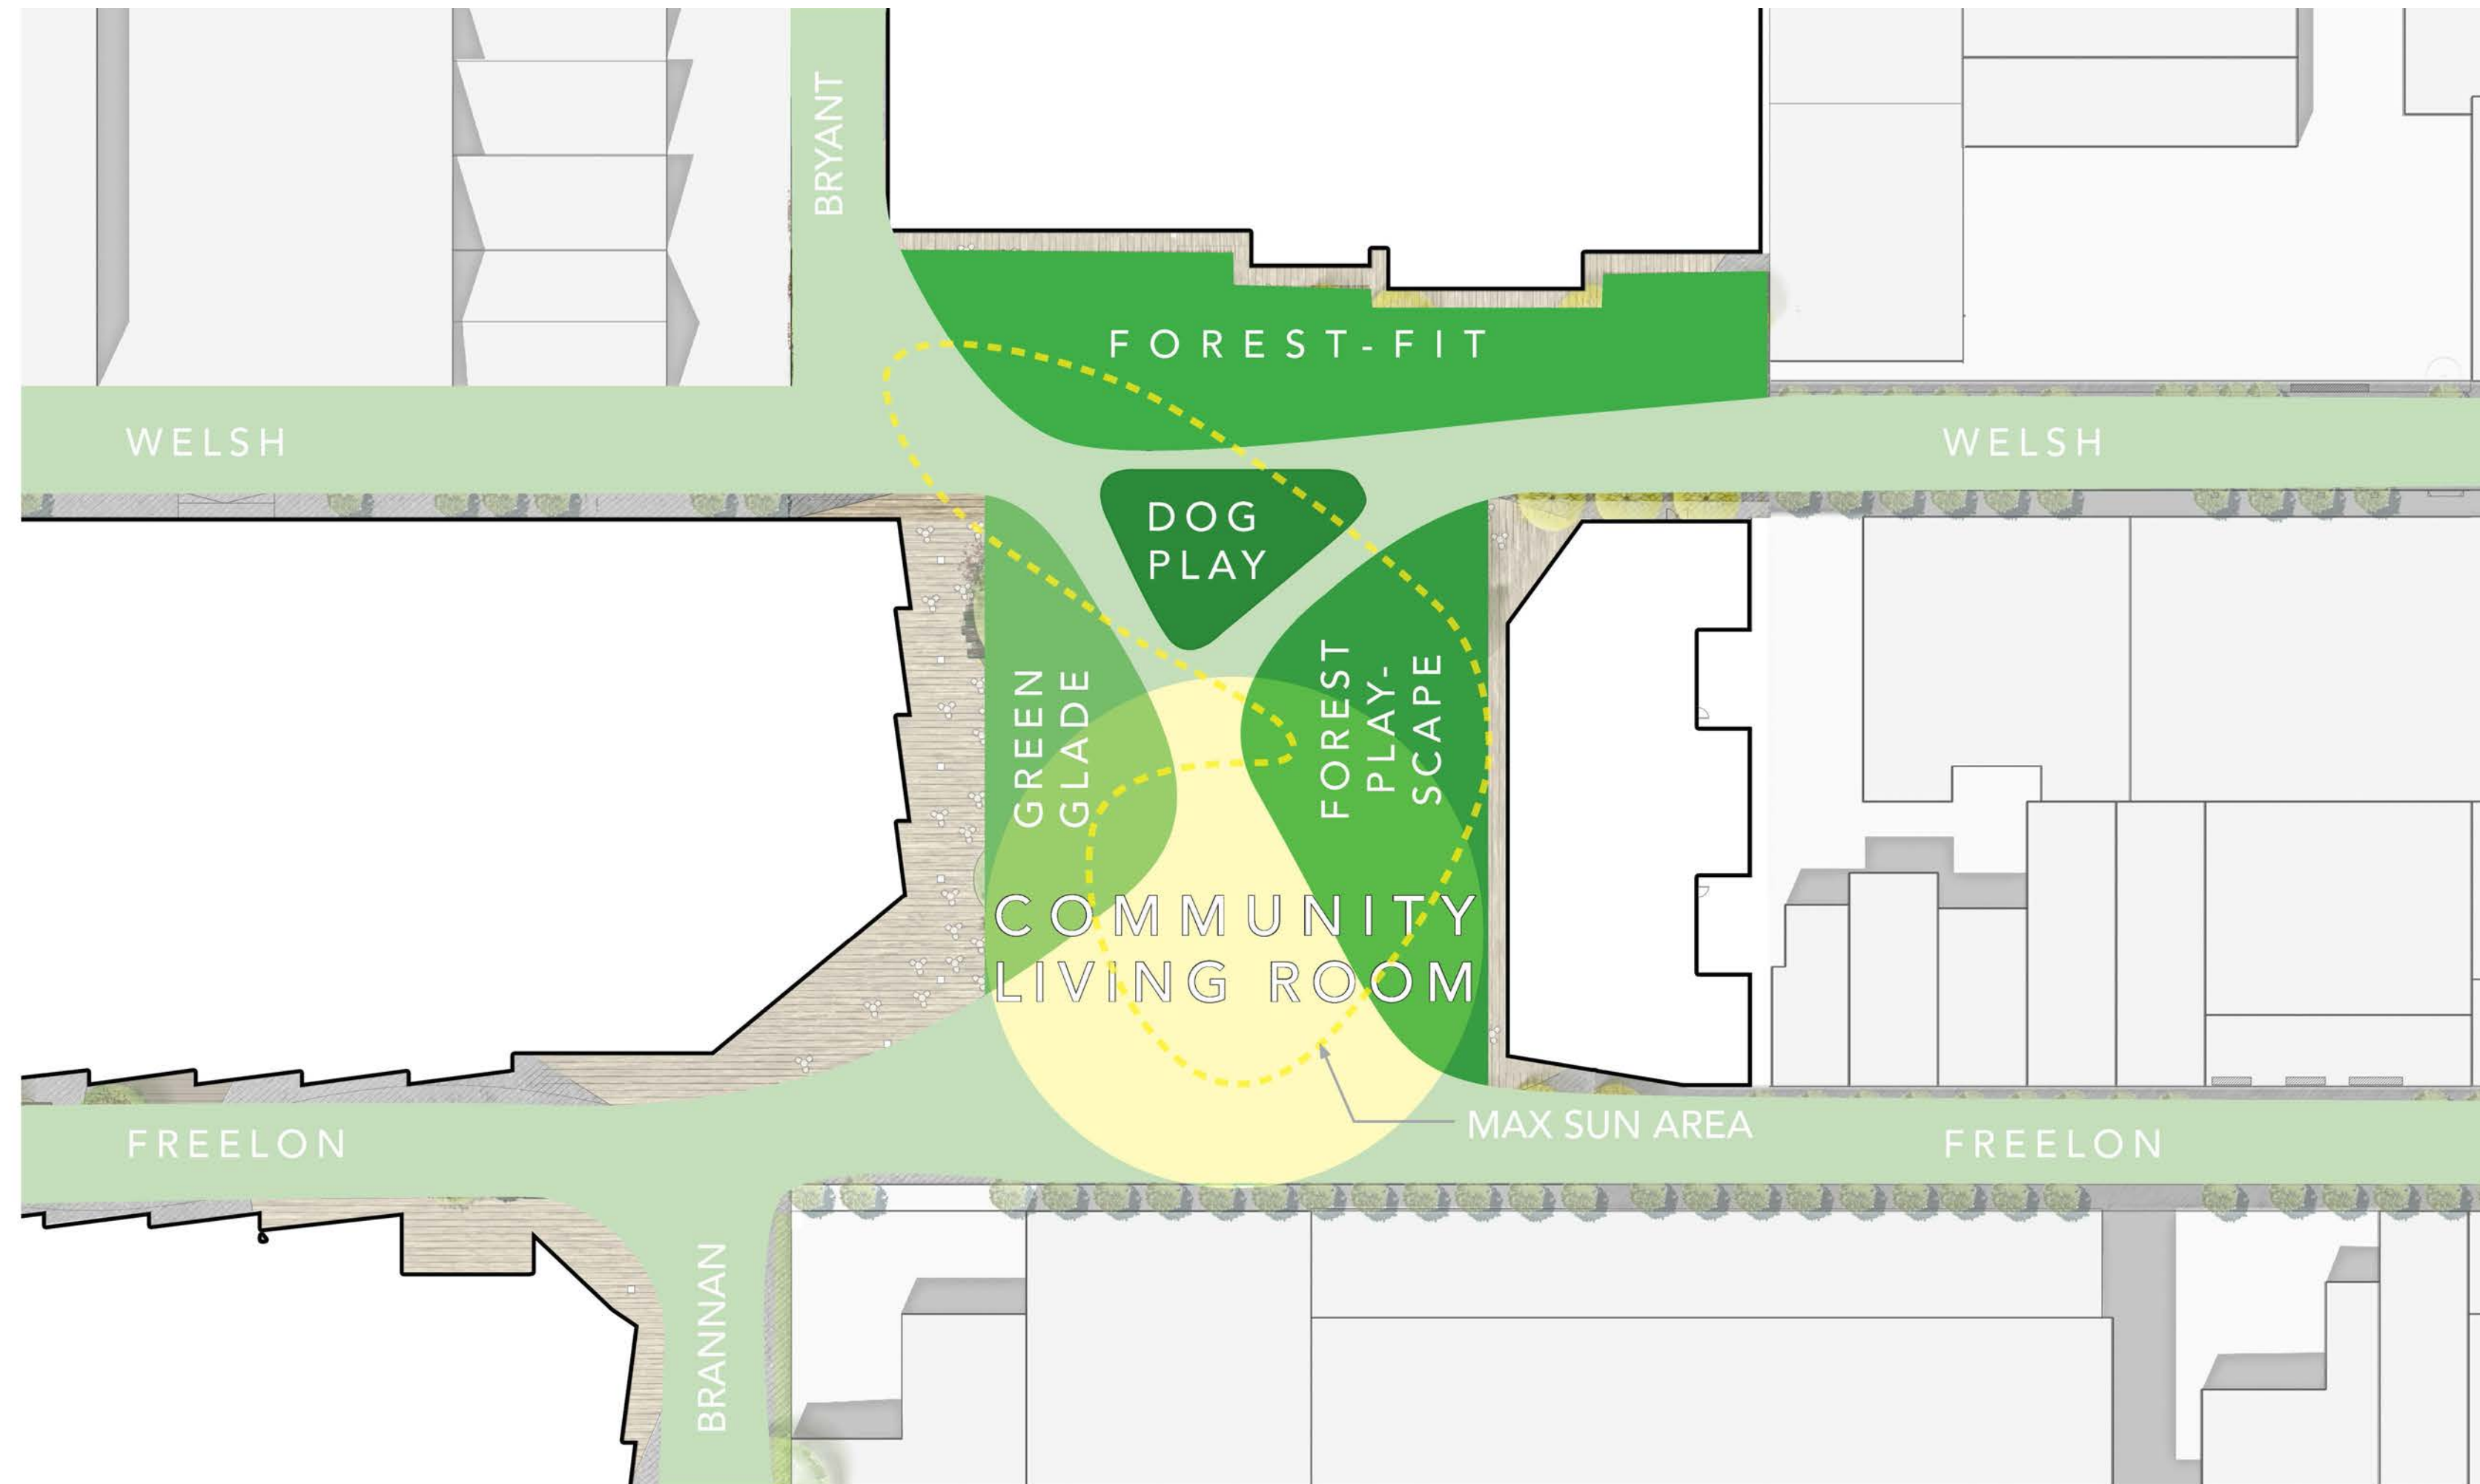 BRYANT
FOREST-FIT
WELSH
WELSH
DOG
PLAY
GREEN
GLADE
FOREST
PLAY-
SCAPE
COMMUNITY
LIVING ROOM
MAX SUN AREA
FREELON
FREELON
BRANNAN